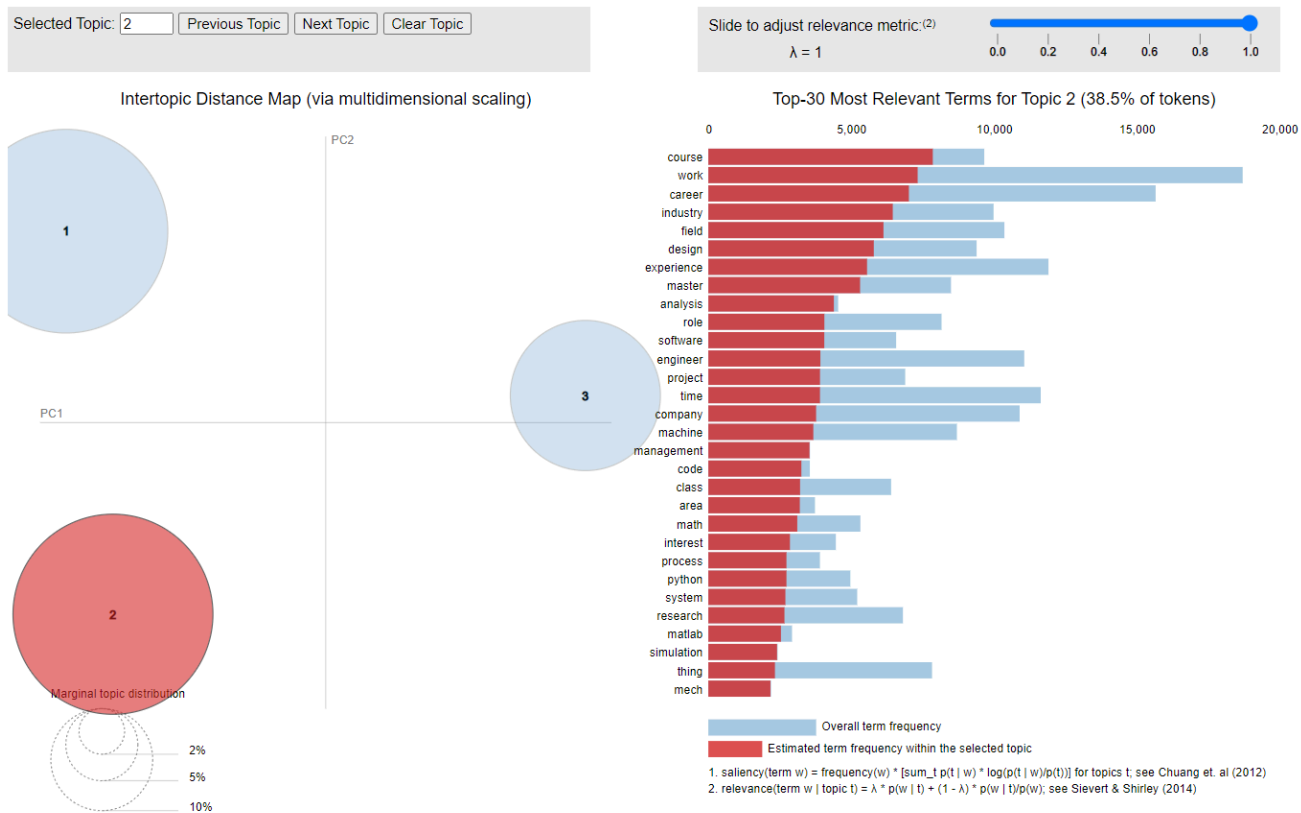 Selected Topic: 2 Previous Topic Next Topic Clear Topic
Slide to adjust relevance metric:(2)
λ = 1
0.0 0.2 0.4 0.6 0.8 1.0
Intertopic Distance Map (via multidimensional scaling)
PC2
1
3
PC1
2
Marginal topic distribution
2%
5%
10%
Top-30 Most Relevant Terms for Topic 2 (38.5% of tokens)
0 5,000 10,000 15,000 20,000
course
work
career
industry
field
design
experience
master
analysis
role
software
engineer
project
time
company
machine
management
code
class
area
math
interest
process
python
system
research
matlab
simulation
thing
mech
Overall term frequency
Estimated term frequency within the selected topic
1. saliency(term w) = frequency(w) * [sum_t p(t | w) * log(p(t | w)/p(t))] for topics t; see Chuang et. al (2012)
2. relevance(term w | topic t) = λ * p(w | t) + (1 - λ) * p(w | t)/p(w); see Sievert & Shirley (2014)